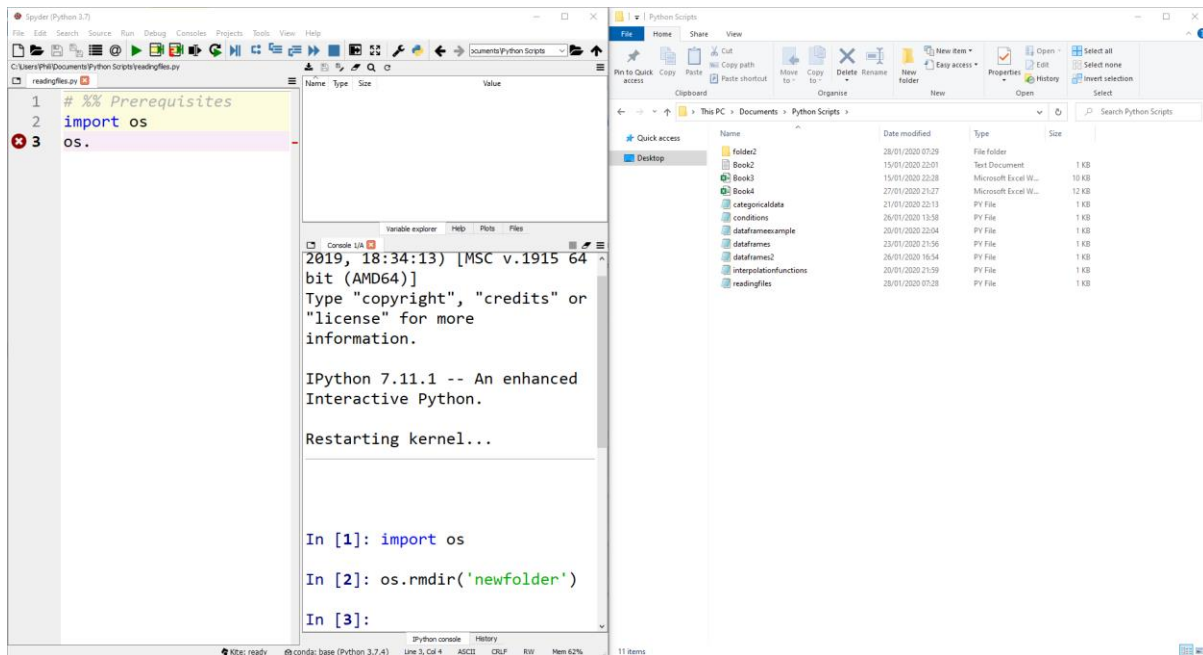 Spyder (Python 3.7)
File Edit Search Source Run Debug Consoles Projects Tools View Help
ocuments\Python Scripts
C:\Users\Phili\Documents\Python Scripts\readingfiles.py
readingfiles.py
1 # %% Prerequisites
2 import os
3 os.
Name Type Size Value
Variable explorer Help Plots Files
Console 1/A
2019, 18:34:13) [MSC v.1915 64
bit (AMD64)]
Type "copyright", "credits" or
"license" for more
information.
IPython 7.11.1 -- An enhanced
Interactive Python.
Restarting kernel...
In [1]: import os
In [2]: os.rmdir('newfolder')
In [3]:
IPython console History
Kite: ready conda: base (Python 3.7.4) Line 3, Col 4 ASCII CRLF RW Mem 62%
Python Scripts
File Home Share View
Pin to Quick access
Copy
Paste
Cut
Copy path
Paste shortcut
Move to
Copy to
Delete
Rename
New folder
New item
Easy access
Properties
Open
Edit
History
Select all
Select none
Invert selection
Clipboard Organise New Open Select
This PC > Documents > Python Scripts >
Search Python Scripts
Quick access
Desktop
Name Date modified Type Size
folder2 28/01/2020 07:29 File folder
Book2 15/01/2020 22:01 Text Document 1 KB
Book3 15/01/2020 22:28 Microsoft Excel W... 10 KB
Book4 27/01/2020 21:27 Microsoft Excel W... 12 KB
categoricaldata 21/01/2020 22:13 PY File 1 KB
conditions 26/01/2020 13:58 PY File 1 KB
dataframeexample 20/01/2020 22:04 PY File 1 KB
dataframes 23/01/2020 21:56 PY File 1 KB
dataframes2 26/01/2020 16:54 PY File 1 KB
interpolationfunctions 20/01/2020 21:59 PY File 1 KB
readingfiles 28/01/2020 07:28 PY File 1 KB
11 items